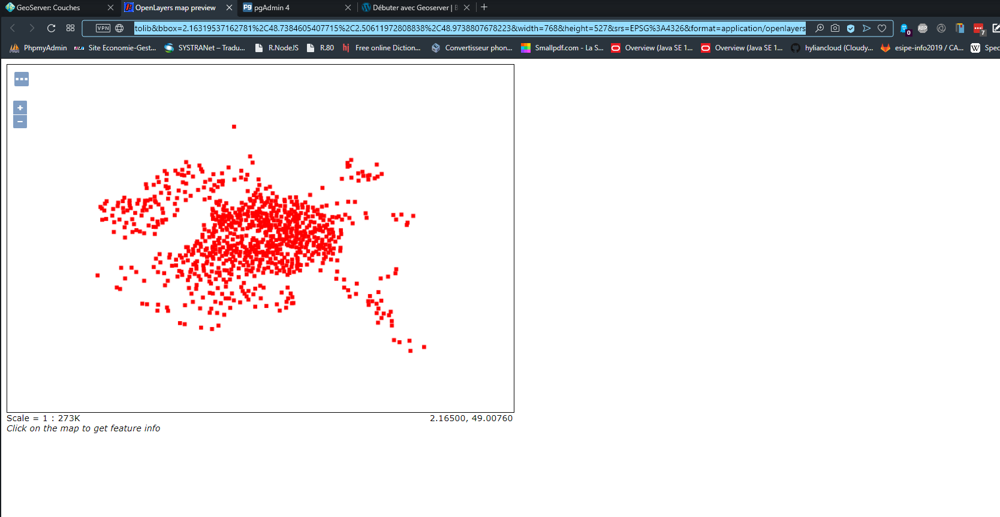 GeoServer: Couches
OpenLayers map preview
pgAdmin 4
Débuter avec Geoserver | B
VPN tolib&bbox=2.16319537162781%2C48.7384605407715%2C2.50611972808838%2C48.9738807678223&width=768&height=527&srs=EPSG%3A4326&format=application/openlayers 0 ABP 7
PhpmyAdmin Site Economie-Gest... SYSTRANet – Tradu... R.NodeJS R.80 Free online Diction... Convertisseur phon... Smallpdf.com - La S... Overview (Java SE 1... Overview (Java SE 1... hyliancloud (Cloudy... esipe-info2019 / CA... Spec
+
−
Scale = 1 : 273K 2.16500, 49.00760
Click on the map to get feature info